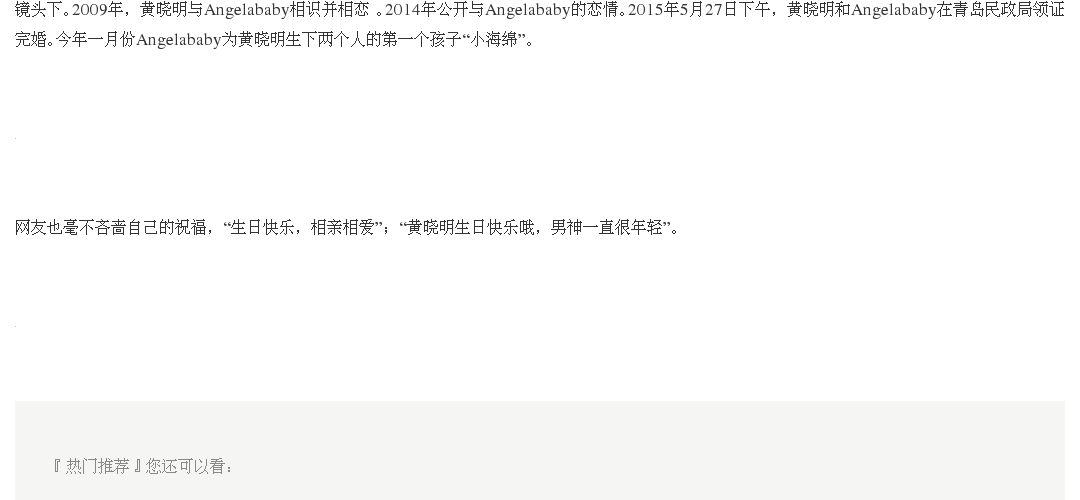 镜头下。2009年，黄晓明与Angelababy相识并相恋 。2014年公开与Angelababy的恋情。2015年5月27日下午，黄晓明和Angelababy在青岛民政局领证
完婚。今年一月份Angelababy为黄晓明生下两个人的第一个孩子“小海绵”。
网友也毫不吝啬自己的祝福，“生日快乐，相亲相爱”；“黄晓明生日快乐哦，男神一直很年轻”。
『 热门推荐 』您还可以看：